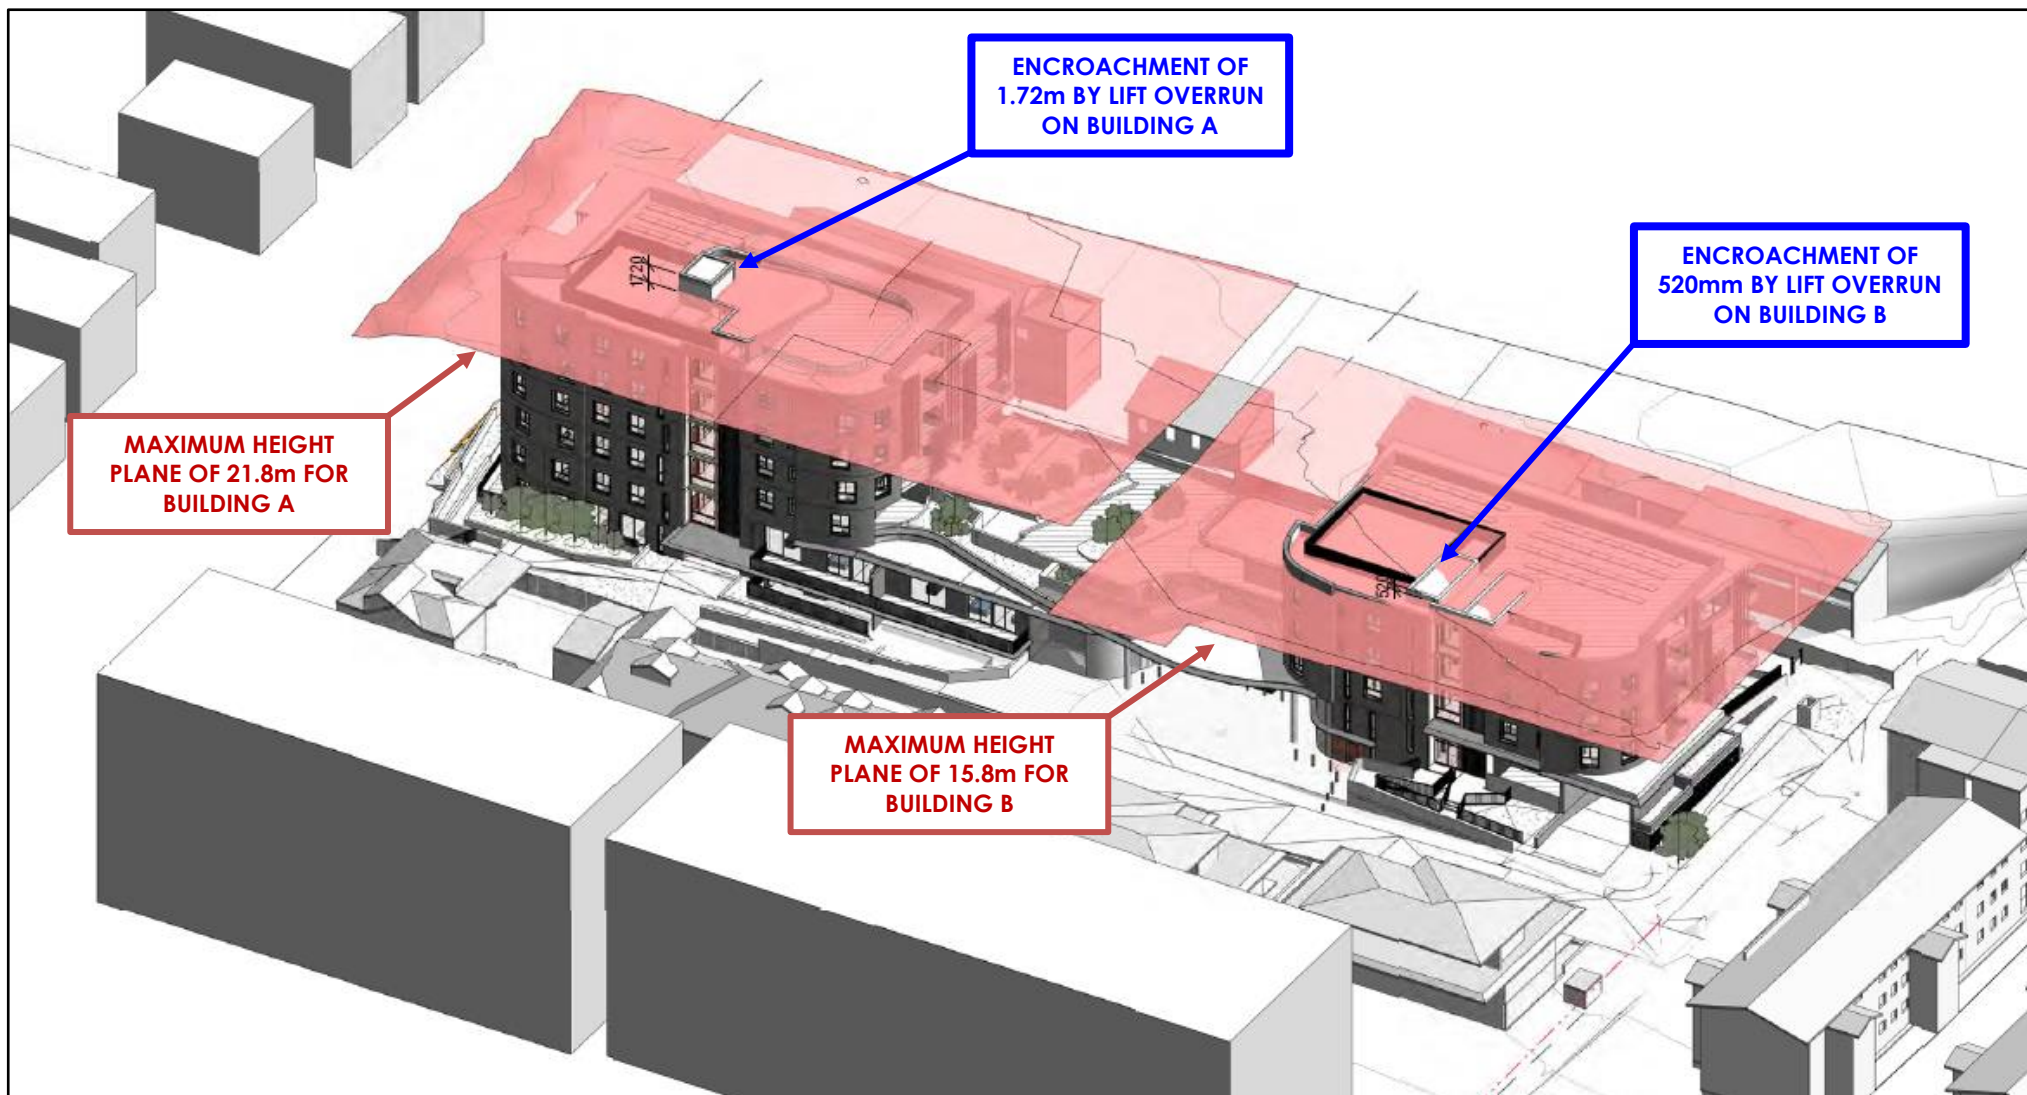 ENCROACHMENT OF
1.72m BY LIFT OVERRUN
ON BUILDING A
ENCROACHMENT OF
520mm BY LIFT OVERRUN
ON BUILDING B
1720
MAXIMUM HEIGHT
PLANE OF 21.8m FOR
BUILDING A
520
MAXIMUM HEIGHT
PLANE OF 15.8m FOR
BUILDING B